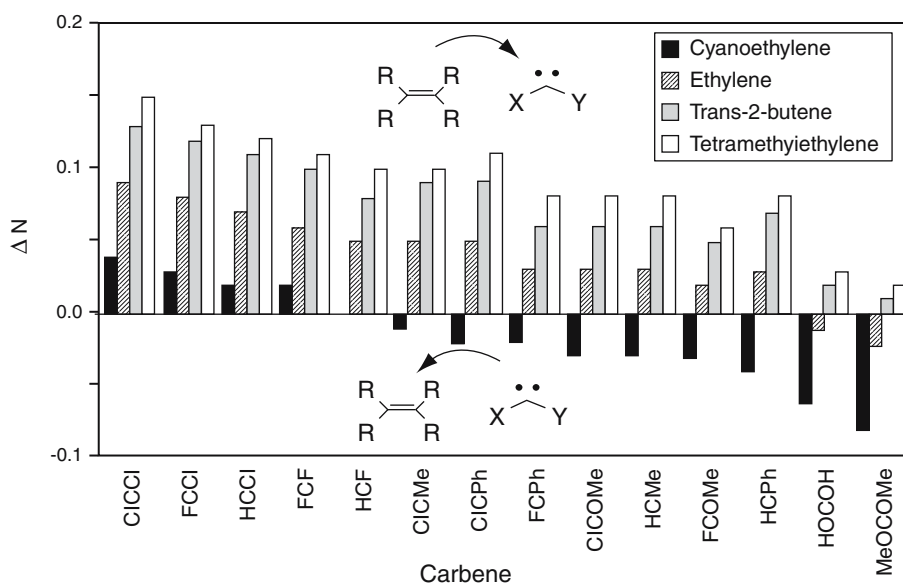 0.2
0.1
0.0
-0.1
Δ N
R R
R R
X Y
Cyanoethylene
Ethylene
Trans-2-butene
Tetramethyiethylene
R R
R R
X Y
ClCCl
FCCl
HCCl
FCF
HCF
ClCMe
ClCPh
FCPh
ClCOMe
HCMe
FCOMe
HCPh
HOCOH
MeOCOMe
Carbene